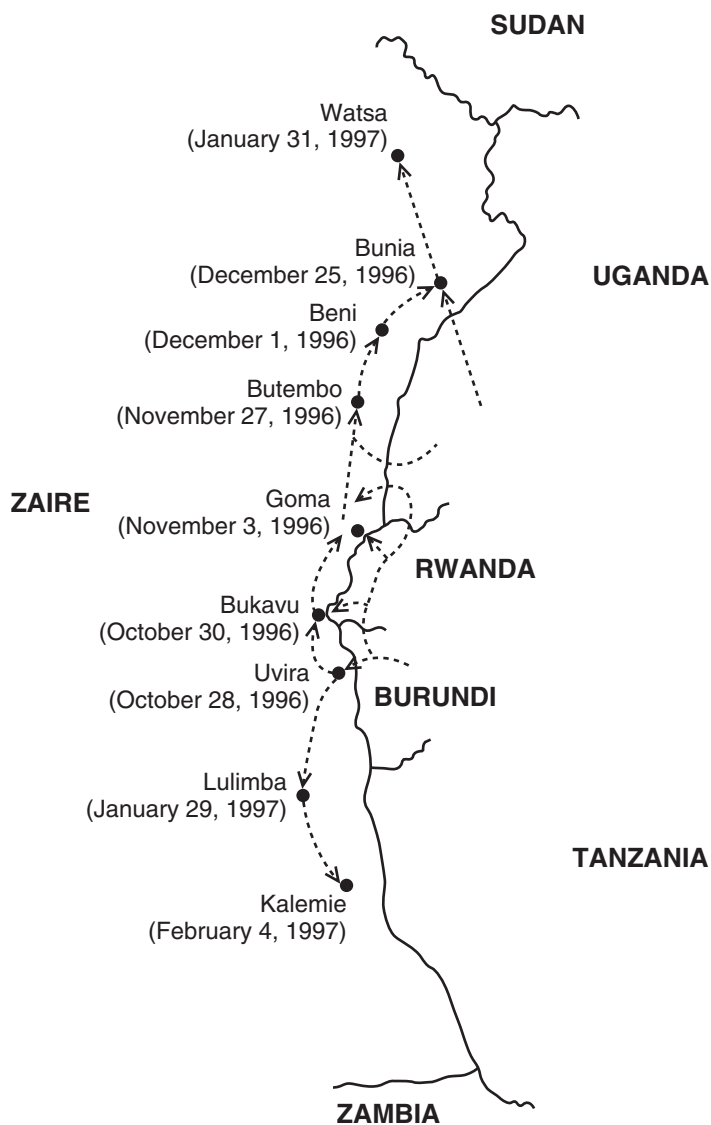 SUDAN
Watsa
(January 31, 1997)
Bunia
(December 25, 1996)
UGANDA
Beni
(December 1, 1996)
Butembo
(November 27, 1996)
ZAIRE
Goma
(November 3, 1996)
RWANDA
Bukavu
(October 30, 1996)
Uvira
(October 28, 1996)
BURUNDI
Lulimba
(January 29, 1997)
TANZANIA
Kalemie
(February 4, 1997)
ZAMBIA